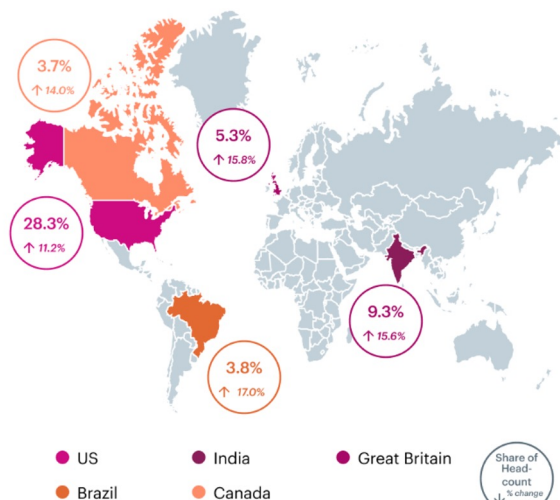 3.7%
↑ 14.0%
5.3%
↑ 15.8%
28.3%
↑ 11.2%
9.3%
↑ 15.6%
3.8%
↑ 17.0%
US
India
Great Britain
Brazil
Canada
Share of
Head-
count
% change